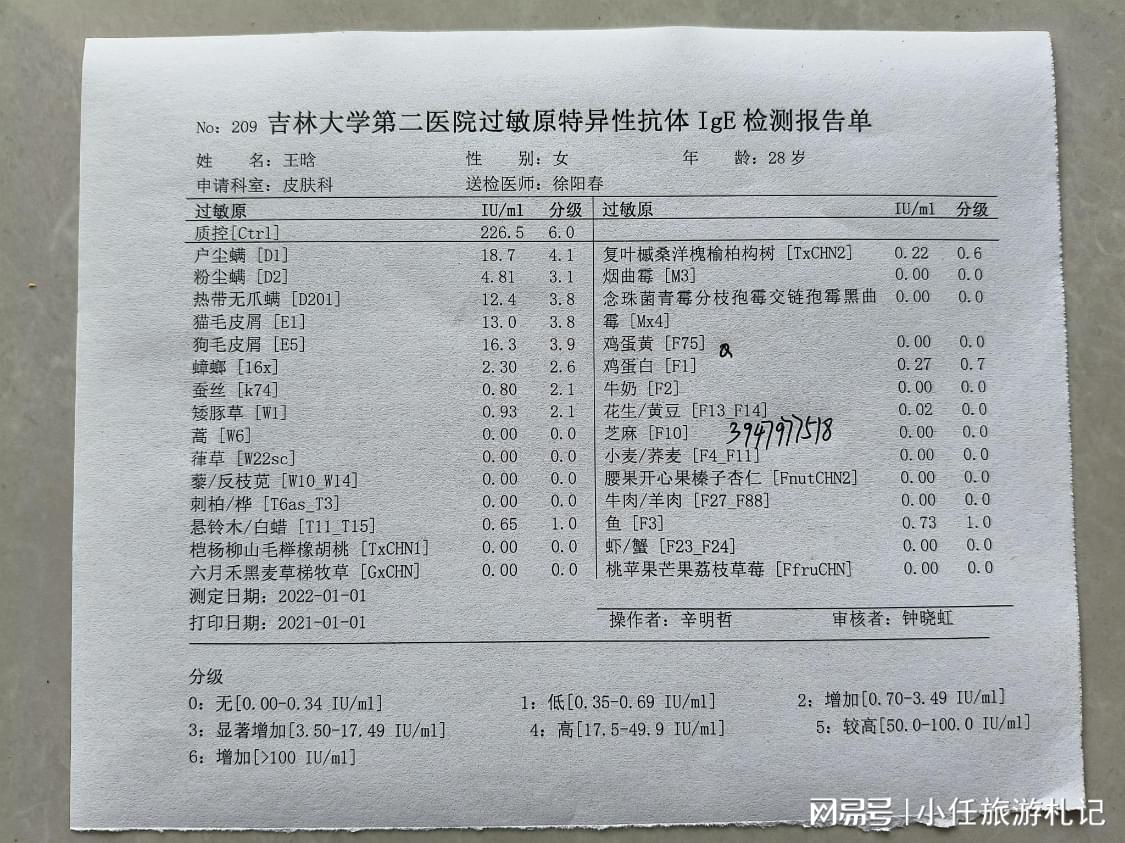 No: 209 吉林大学第二医院过敏原特异性抗体 IgE 检测报告单
姓 名: 王晗 性 别: 女 年 龄: 28 岁
申请科室: 皮肤科 送检医师: 徐阳春
过敏原 IU/ml 分级 过敏原 IU/ml 分级
质控[Ctrl] 226.5 6.0
户尘螨 [D1] 18.7 4.1 复叶槭桑洋槐榆柏构树 [TxCHN2] 0.22 0.6
粉尘螨 [D2] 4.81 3.1 烟曲霉 [M3] 0.00 0.0
热带无爪螨 [D201] 12.4 3.8 念珠菌青霉分枝孢霉交链孢霉黑曲 0.00 0.0
猫毛皮屑 [E1] 13.0 3.8 霉 [Mx4]
狗毛皮屑 [E5] 16.3 3.9 鸡蛋黄 [F75] 0.00 0.0
蟑螂 [16x] 2.30 2.6 鸡蛋白 [F1] 0.27 0.7
蚕丝 [k74] 0.80 2.1 牛奶 [F2] 0.00 0.0
矮豚草 [W1] 0.93 2.1 花生/黄豆 [F13_F14] 0.02 0.0
蒿 [W6] 0.00 0.0 芝麻 [F10] 3947977518 0.00 0.0
葎草 [W22sc] 0.00 0.0 小麦/荞麦 [F4_F11] 0.00 0.0
藜/反枝苋 [W10_W14] 0.00 0.0 腰果开心果榛子杏仁 [FnutCHN2] 0.00 0.0
刺柏/桦 [T6as_T3] 0.00 0.0 牛肉/羊肉 [F27_F88] 0.00 0.0
悬铃木/白蜡 [T11_T15] 0.65 1.0 鱼 [F3] 0.73 1.0
桤杨柳山毛榉橡胡桃 [TxCHN1] 0.00 0.0 虾/蟹 [F23_F24] 0.00 0.0
六月禾黑麦草梯牧草 [GxCHN] 0.00 0.0 桃苹果芒果荔枝草莓 [FfruCHN] 0.00 0.0
测定日期: 2022-01-01
打印日期: 2021-01-01 操作者: 辛明哲 审核者: 钟晓虹
分级
0: 无[0.00-0.34 IU/ml] 1: 低[0.35-0.69 IU/ml] 2: 增加[0.70-3.49 IU/ml]
3: 显著增加[3.50-17.49 IU/ml] 4: 高[17.5-49.9 IU/ml] 5: 较高[50.0-100.0 IU/ml]
6: 增加[>100 IU/ml]
网易号 | 小任旅游札记